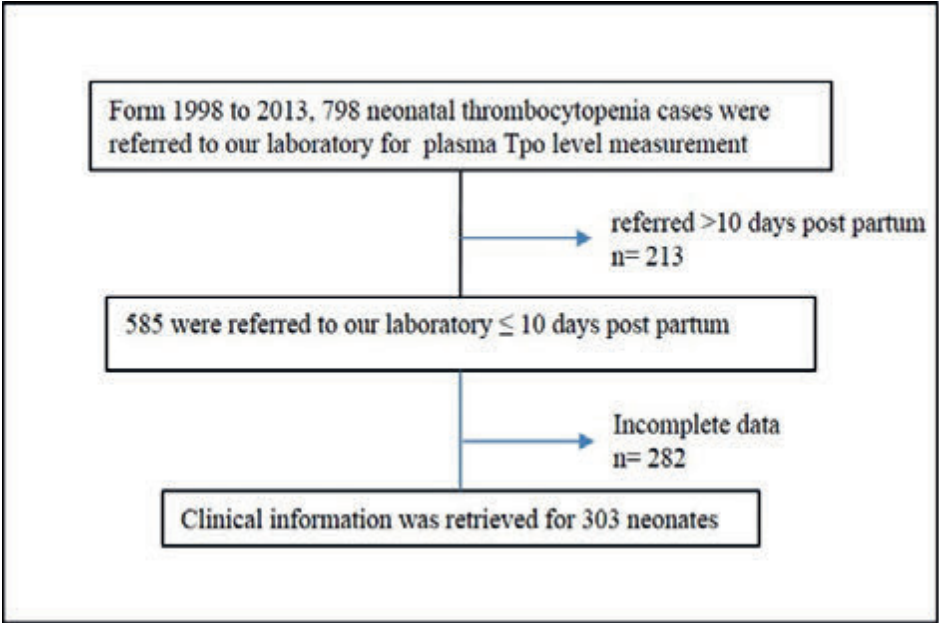 Form 1998 to 2013, 798 neonatal thrombocytopenia cases were
referred to our laboratory for plasma Tpo level measurement
referred >10 days post partum
n= 213
585 were referred to our laboratory ≤ 10 days post partum
Incomplete data
n= 282
Clinical information was retrieved for 303 neonates